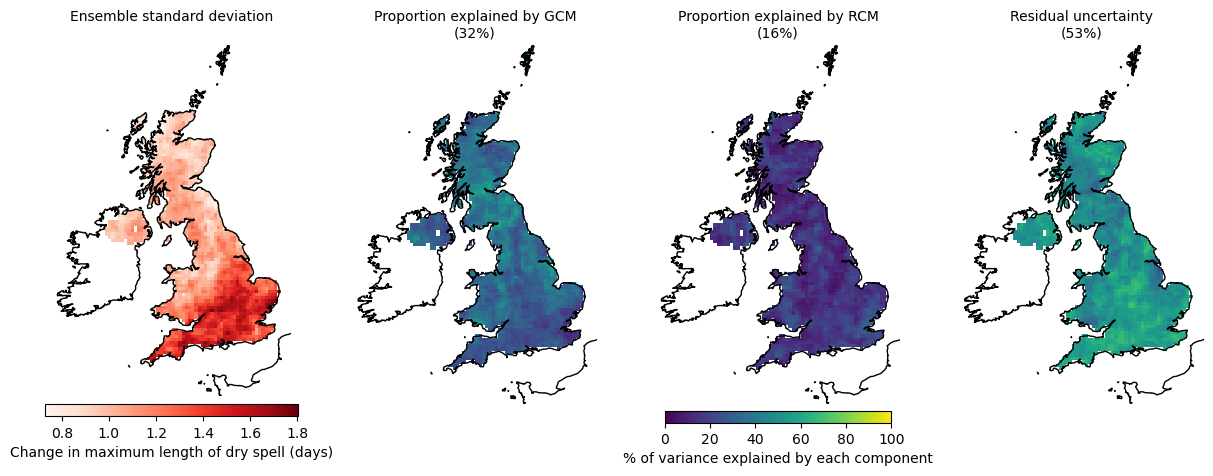 Ensemble standard deviation
Proportion explained by GCM
(32%)
Proportion explained by RCM
(16%)
Residual uncertainty
(53%)
0.8 1.0 1.2 1.4 1.6 1.8
Change in maximum length of dry spell (days)
0 20 40 60 80 100
% of variance explained by each component